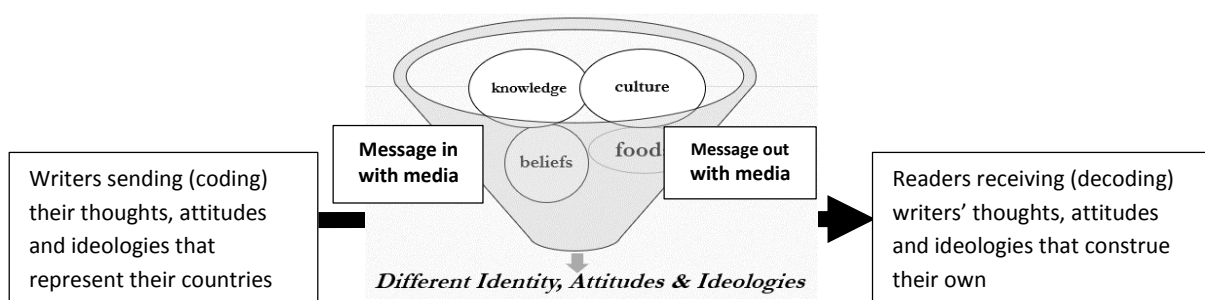 knowledge
culture
beliefs
foods
Message in
with media
Message out
with media
Writers sending (coding)
their thoughts, attitudes
and ideologies that
represent their countries
Readers receiving (decoding)
writers’ thoughts, attitudes
and ideologies that construe
their own
Different Identity, Attitudes & Ideologies